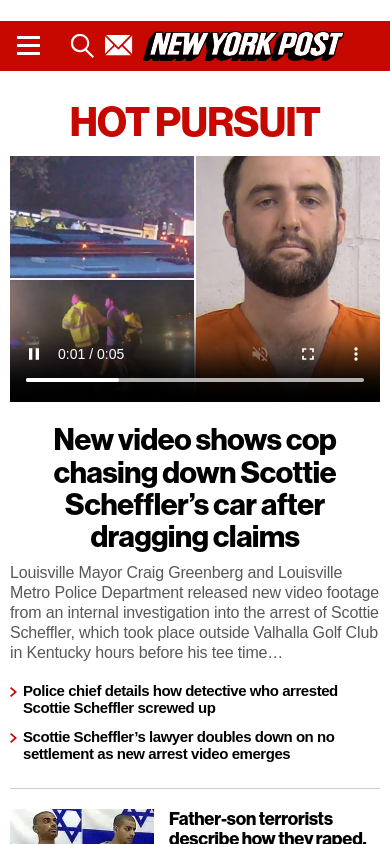 NEW YORK POST
HOT PURSUIT
0:01 / 0:05
New video shows cop
chasing down Scottie
Scheffler’s car after
dragging claims
Louisville Mayor Craig Greenberg and Louisville
Metro Police Department released new video footage
from an internal investigation into the arrest of Scottie
Scheffler, which took place outside Valhalla Golf Club
in Kentucky hours before his tee time…
Police chief details how detective who arrested
Scottie Scheffler screwed up
Scottie Scheffler’s lawyer doubles down on no
settlement as new arrest video emerges
Father-son terrorists
describe how they raped,